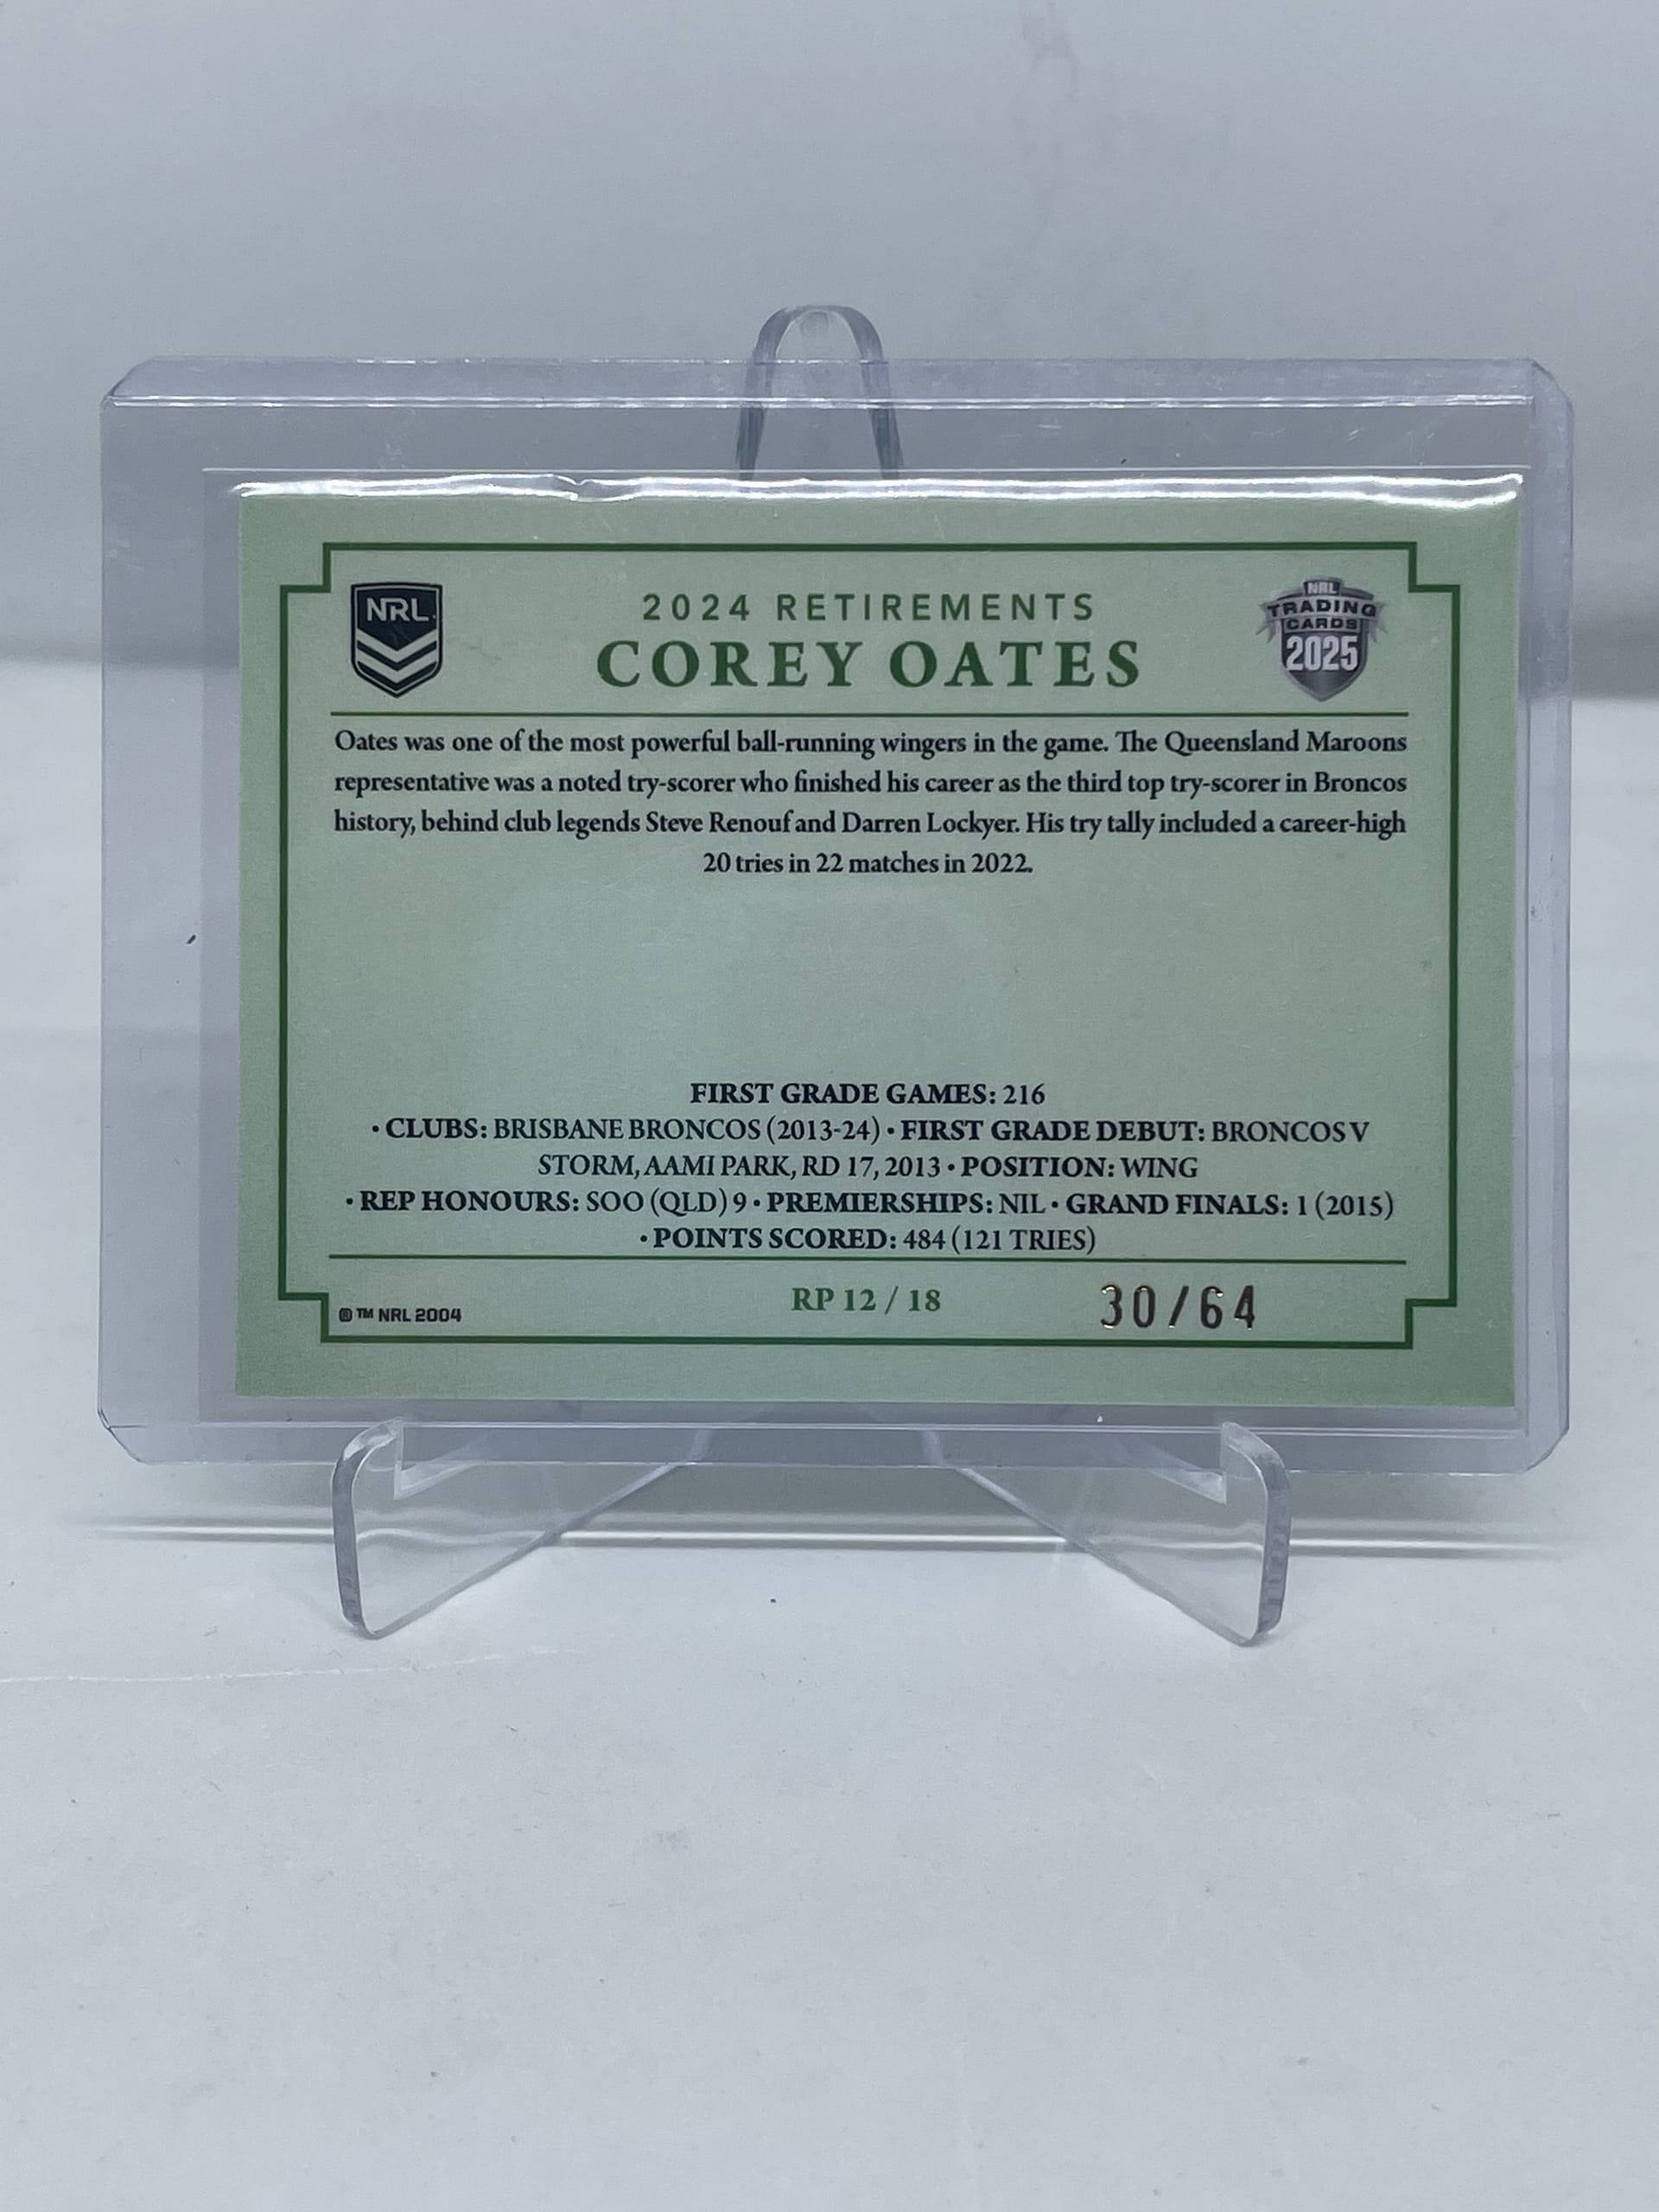 NRL.
2024 RETIREMENTS
COREY OATES
NRL
TRADING
CARDS
2025
Oates was one of the most powerful ball-running wingers in the game. The Queensland Maroons
representative was a noted try-scorer who finished his career as the third top try-scorer in Broncos
history, behind club legends Steve Renouf and Darren Lockyer. His try tally included a career-high
20 tries in 22 matches in 2022.
FIRST GRADE GAMES: 216
• CLUBS: BRISBANE BRONCOS (2013-24) • FIRST GRADE DEBUT: BRONCOS V
STORM, AAMI PARK, RD 17, 2013 • POSITION: WING
• REP HONOURS: SOO (QLD) 9 • PREMIERSHIPS: NIL • GRAND FINALS: 1 (2015)
• POINTS SCORED: 484 (121 TRIES)
® ™ NRL 2004
RP 12 / 18
30/64